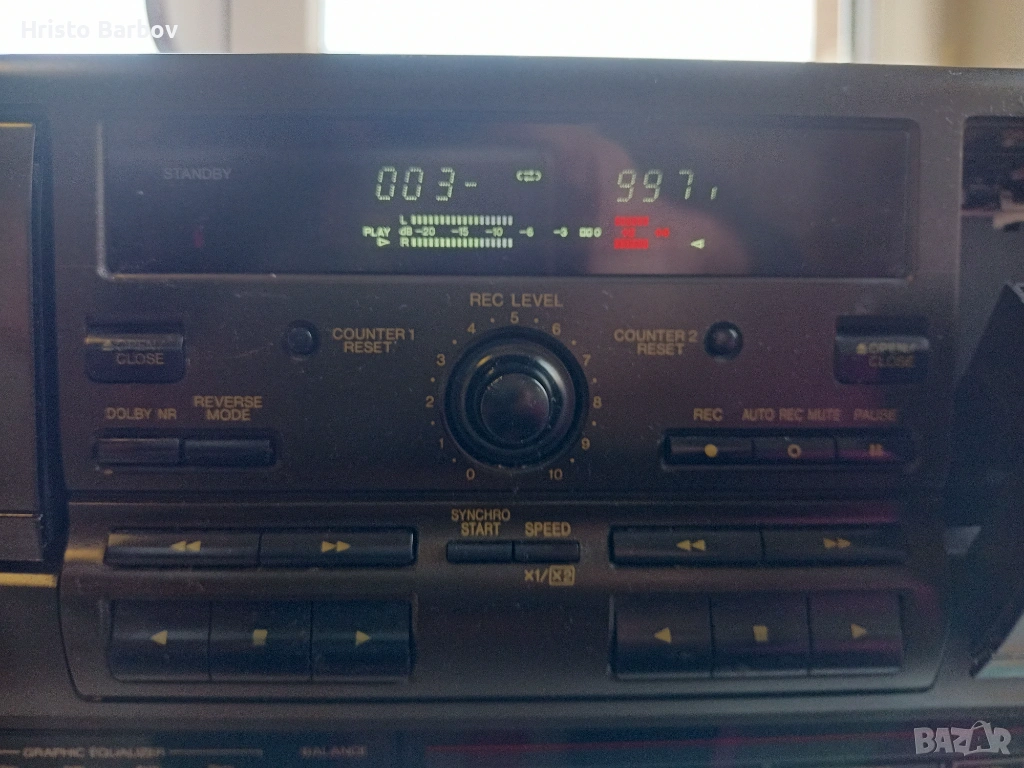 Hristo Barbov
STANDBY
003-
997
L
PLAY dB -20 -15 -10 -6 -3 0
R
REC LEVEL
0 1 2 3 4 5 6 7 8 9 10
COUNTER 1
RESET
COUNTER 2
RESET
OPEN/
CLOSE
OPEN/
CLOSE
DOLBY NR
REVERSE
MODE
REC AUTO REC MUTE PAUSE
SYNCHRO
START
SPEED
X1/X2
GRAPHIC EQUALIZER
BALANCE
BAZAR